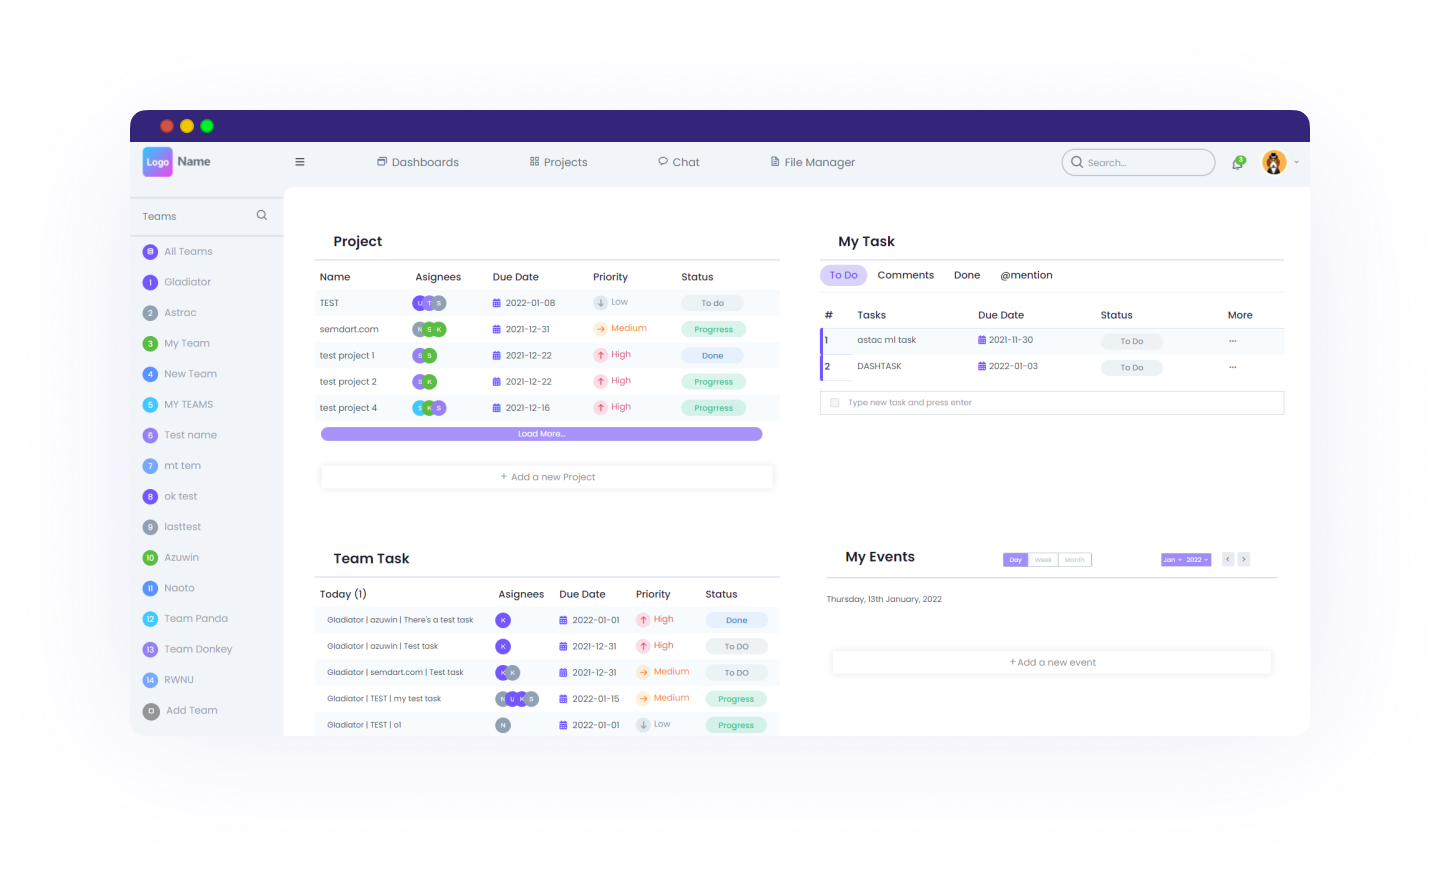 Logo Name
Dashboards Projects Chat File Manager Search... 3
Teams
All Teams
1 Gladiator
2 Astrac
3 My Team
4 New Team
5 MY TEAMS
6 Test name
7 mt tem
8 ok test
9 lasttest
10 Azuwin
11 Naoto
12 Team Panda
13 Team Donkey
14 RWNU
Add Team
Project
Name Asignees Due Date Priority Status
TEST U T S 2022-01-08 Low To do
semdart.com K S K 2021-12-31 Medium Progrress
test project 1 S S 2021-12-22 High Done
test project 2 S K 2021-12-22 High Progrress
test project 4 S K S 2021-12-16 High Progrress
Load More...
+ Add a new Project
My Task
To Do Comments Done @mention
# Tasks Due Date Status More
1 astac ml task 2021-11-30 To Do ...
2 DASHTASK 2022-01-03 To Do ...
Type new task and press enter
Team Task
Today (1) Asignees Due Date Priority Status
Gladiator | azuwin | There's a test task K 2022-01-01 High Done
Gladiator | azuwin | Test task K 2021-12-31 High To DO
Gladiator | semdart.com | Test task K K 2021-12-31 Medium To DO
Gladiator | TEST | my test task N U K S 2022-01-15 Medium Progress
Gladiator | TEST | o1 N 2022-01-01 Low Progress
My Events Day Week Month Jan 2022 < >
Thursday, 13th January, 2022
+ Add a new event